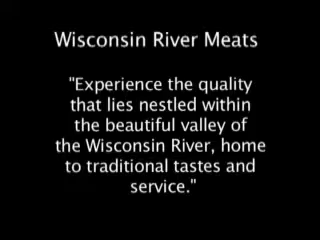 Wisconsin River Meats
"Experience the quality
that lies nestled within
the beautiful valley of
the Wisconsin River, home
to traditional tastes and
service."